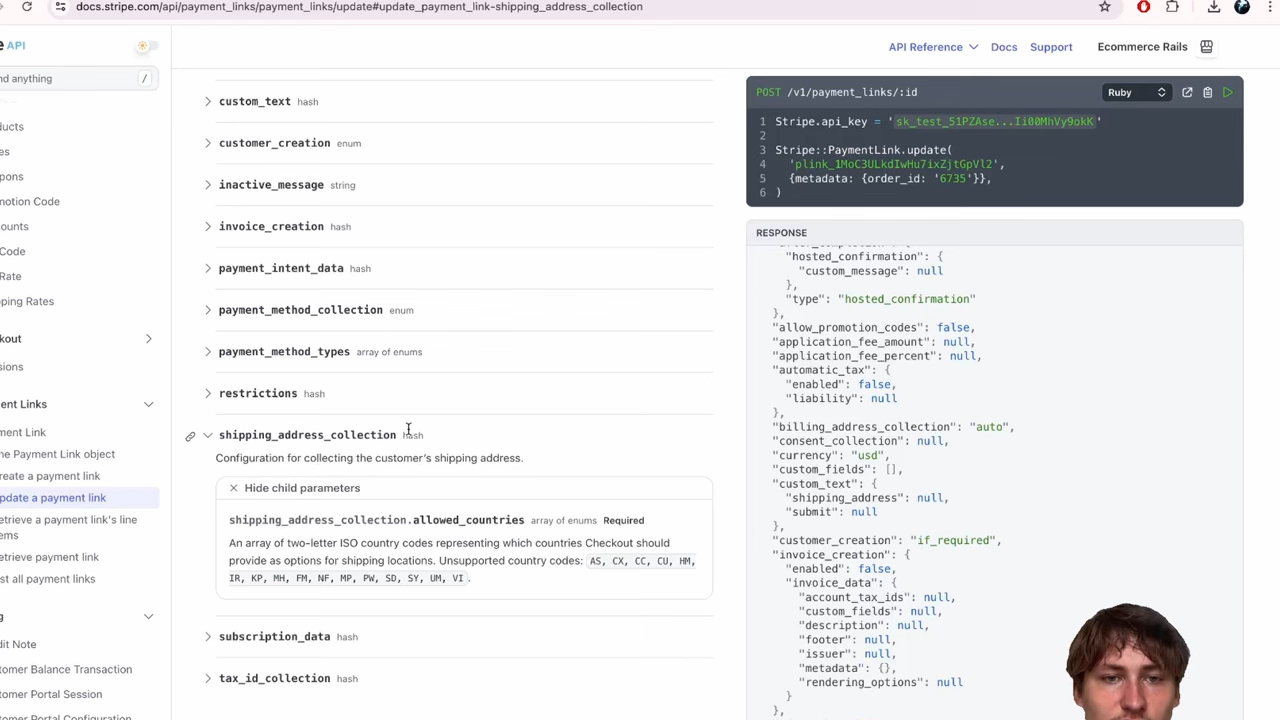 docs.stripe.com/api/payment_links/payment_links/update#update_payment_link-shipping_address_collection
API
API Reference
Docs
Support
Ecommerce Rails
nd anything
/
ducts
es
pons
motion Code
ounts
Code
Rate
pping Rates
ckout
sions
ent Links
ment Link
he Payment Link object
reate a payment link
pdate a payment link
etrieve a payment link's line
ems
etrieve payment link
st all payment links
g
dit Note
tomer Balance Transaction
tomer Portal Session
tomer Portal Configuration
custom_text hash
customer_creation enum
inactive_message string
invoice_creation hash
payment_intent_data hash
payment_method_collection enum
payment_method_types array of enums
restrictions hash
shipping_address_collection hash
Configuration for collecting the customer's shipping address.
Hide child parameters
shipping_address_collection.allowed_countries array of enums Required
An array of two-letter ISO country codes representing which countries Checkout should
provide as options for shipping locations. Unsupported country codes: AS, CX, CC, CU, HM,
IR, KP, MH, FM, NF, MP, PW, SD, SY, UM, VI.
subscription_data hash
tax_id_collection hash
POST /v1/payment_links/:id
Ruby
1 Stripe.api_key = 'sk_test_51PZAse...Ii00MhVy9okK'
2
3 Stripe::PaymentLink.update(
4 'plink_1MoC3ULkdIwHu7ixZjtGpVl2',
5 {metadata: {order_id: '6735'}},
6 )
RESPONSE
"hosted_confirmation": {
"custom_message": null
},
"type": "hosted_confirmation"
},
"allow_promotion_codes": false,
"application_fee_amount": null,
"application_fee_percent": null,
"automatic_tax": {
"enabled": false,
"liability": null
},
"billing_address_collection": "auto",
"consent_collection": null,
"currency": "usd",
"custom_fields": [],
"custom_text": {
"shipping_address": null,
"submit": null
},
"customer_creation": "if_required",
"invoice_creation": {
"enabled": false,
"invoice_data": {
"account_tax_ids": null,
"custom_fields": null,
"description": null,
"footer": null,
"issuer": null,
"metadata": {},
"rendering_options": null
}
},